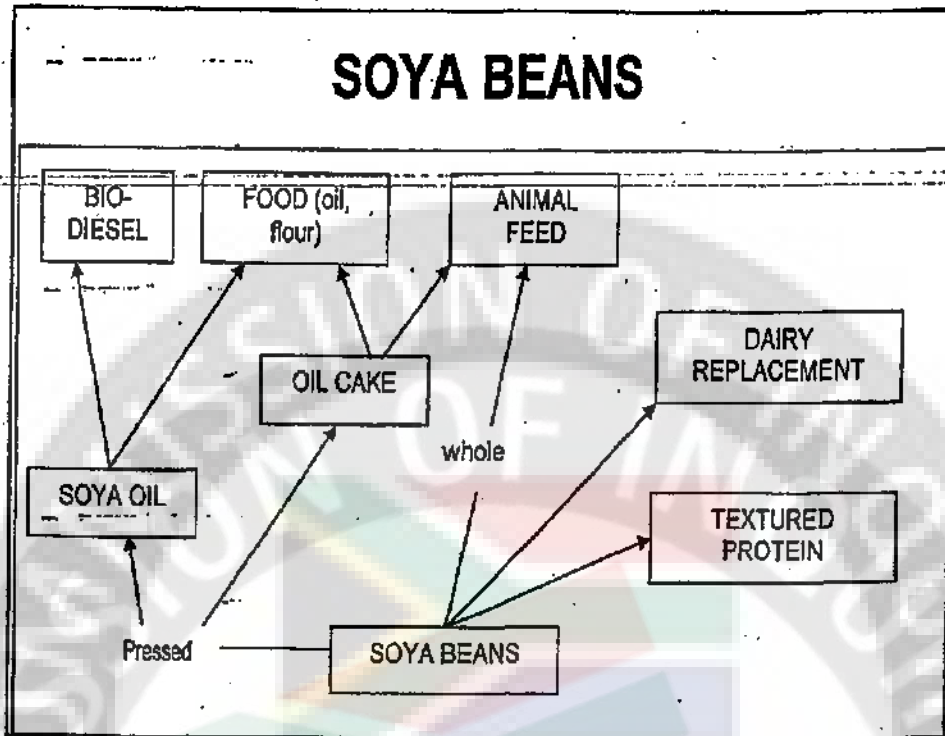 SOYA BEANS
BIO-
DIESEL
FOOD (oil,
flour)
ANIMAL
FEED
DAIRY
REPLACEMENT
OIL CAKE
whole
SOYA OIL
TEXTURED
PROTEIN
Pressed
SOYA BEANS